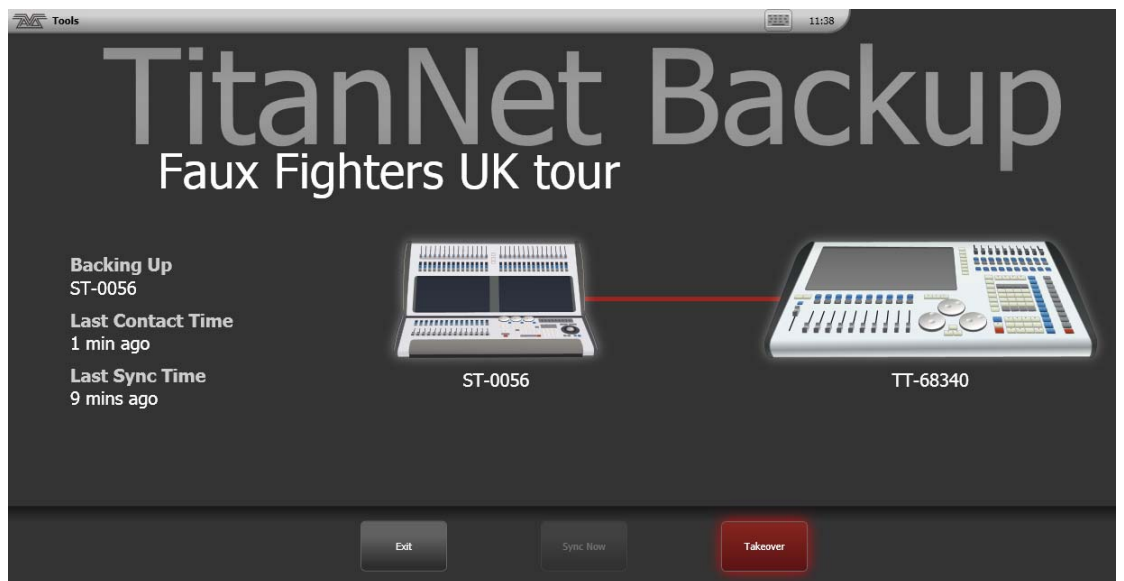 Tools
11:38
TitanNet Backup
Faux Fighters UK tour
Backing Up
ST-0056
Last Contact Time
1 min ago
Last Sync Time
9 mins ago
ST-0056
TT-68340
Exit
Sync Now
Takeover